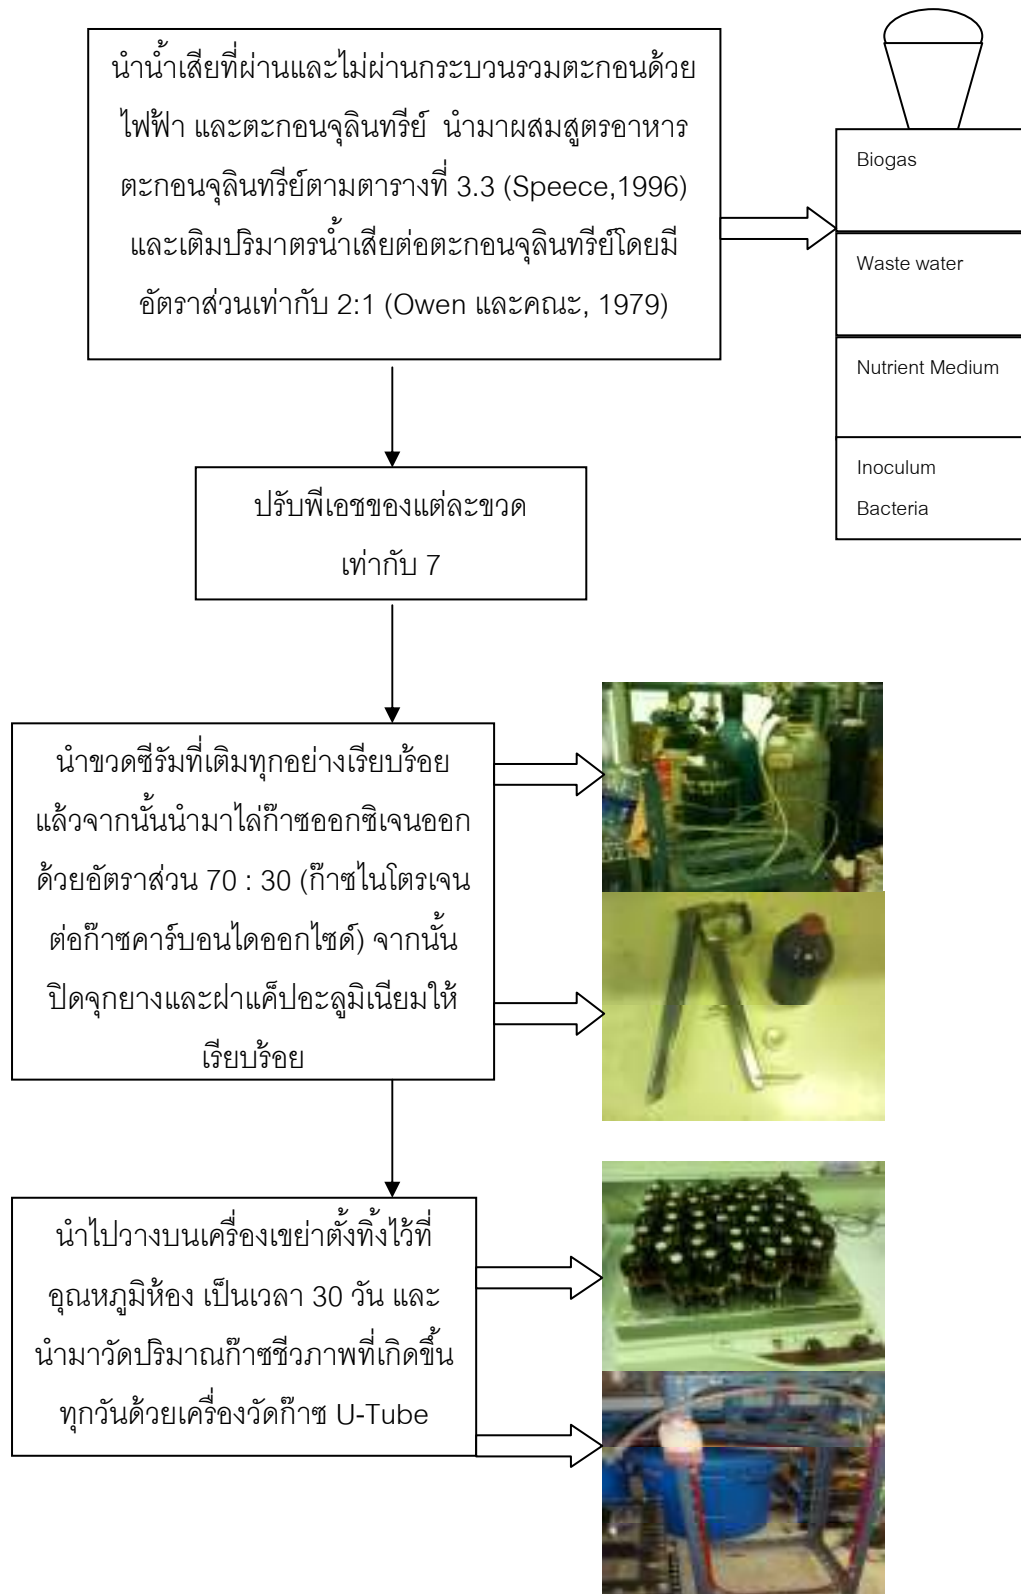 นำน้ำเสียที่ผ่านและไม่ผ่านกระบวนรวมตะกอนด้วย
ไฟฟ้า และตะกอนจุลินทรีย์ นำมาผสมสูตรอาหาร
ตะกอนจุลินทรีย์ตามตารางที่ 3.3 (Speece,1996)
และเติมปริมาตรน้ำเสียต่อตะกอนจุลินทรีย์โดยมี
อัตราส่วนเท่ากับ 2:1 (Owen และคณะ, 1979)
Biogas
Waste water
Nutrient Medium
Inoculum
Bacteria
ปรับพีเอชของแต่ละขวด
เท่ากับ 7
นำขวดซีรัมที่เติมทุกอย่างเรียบร้อย
แล้วจากนั้นนำมาไล่ก๊าซออกซิเจนออก
ด้วยอัตราส่วน 70 : 30 (ก๊าซไนโตรเจน
ต่อก๊าซคาร์บอนไดออกไซด์) จากนั้น
ปิดจุกยางและฝาแค็ปอะลูมิเนียมให้
เรียบร้อย
นำไปวางบนเครื่องเขย่าตั้งทิ้งไว้ที่
อุณหภูมิห้อง เป็นเวลา 30 วัน และ
นำมาวัดปริมาณก๊าซชีวภาพที่เกิดขึ้น
ทุกวันด้วยเครื่องวัดก๊าซ U-Tube